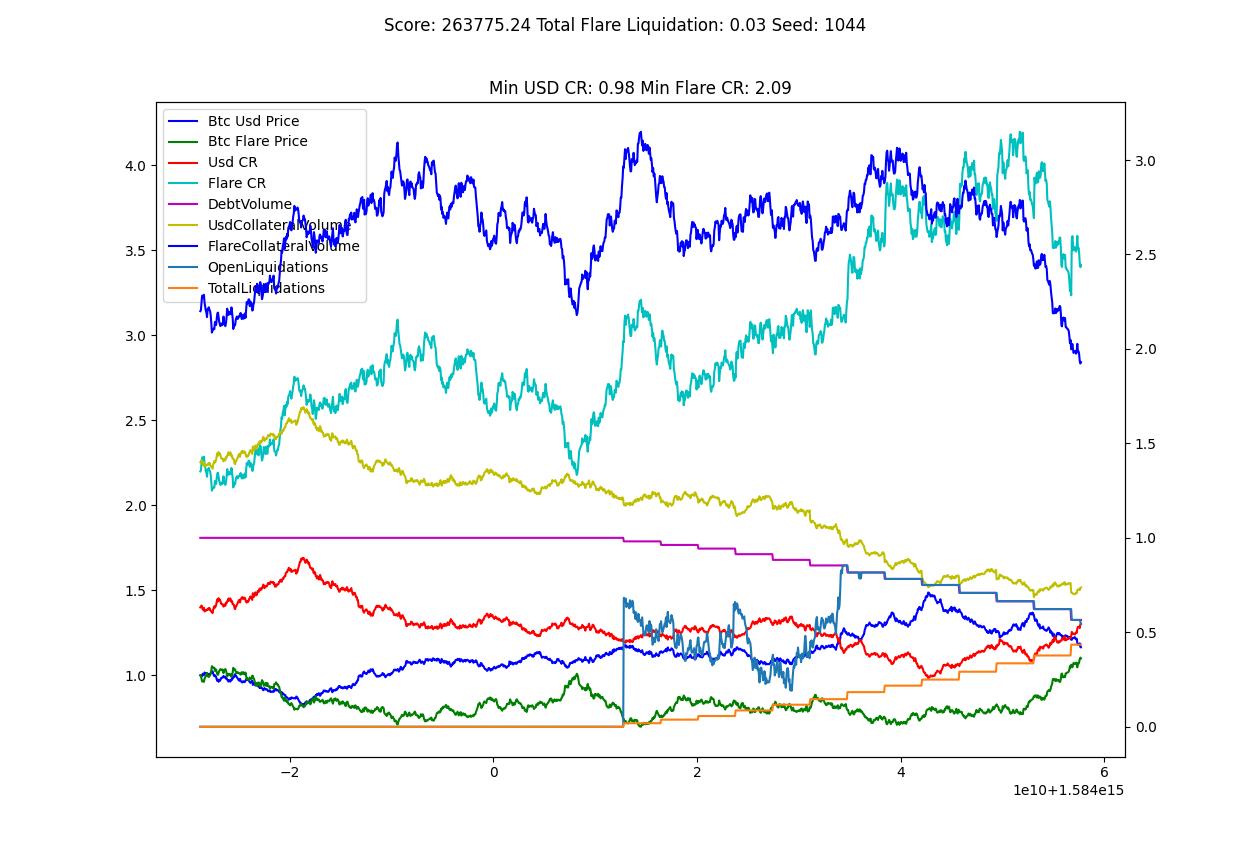 Score: 263775.24 Total Flare Liquidation: 0.03 Seed: 1044
Min USD CR: 0.98 Min Flare CR: 2.09
Btc Usd Price
Btc Flare Price
Usd CR
Flare CR
DebtVolume
UsdCollateralVolume
FlareCollateralVolume
OpenLiquidations
TotalLiquidations
4.0
3.5
3.0
2.5
2.0
1.5
1.0
3.0
2.5
2.0
1.5
1.0
0.5
0.0
−2
0
2
4
6
1e10+1.584e15